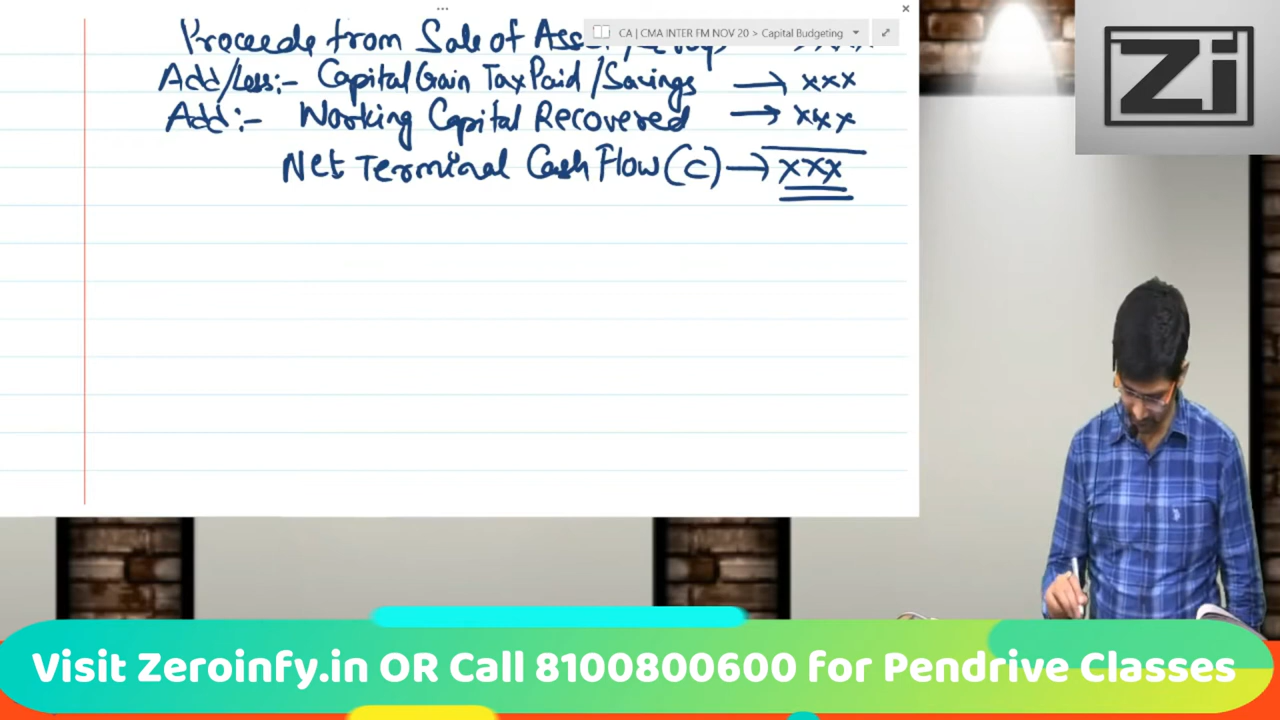 Proceeds from Sale of Ass
CA | CMA INTER FM NOV 20 > Capital Budgeting
Add/Less:- Capital Gain Tax Paid/Savings → xxx
Add:- Working Capital Recovered → xxx
Net Terminal Cash Flow (C) → xxx
Zi
Visit Zeroinfy.in OR Call 8100800600 for Pendrive Classes